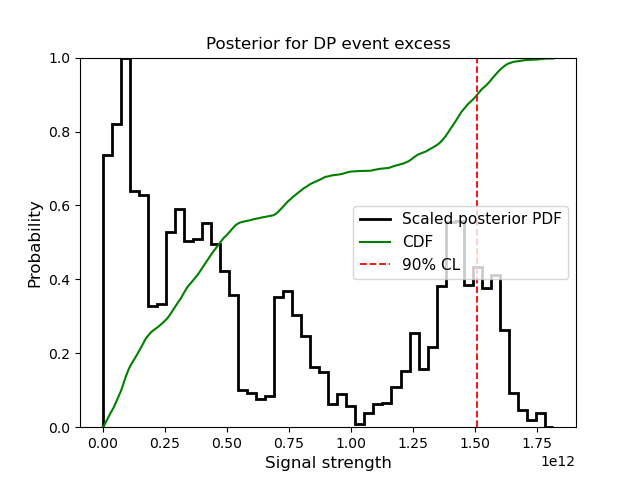 Posterior for DP event excess
Probability
1.0
0.8
0.6
0.4
0.2
0.0
Scaled posterior PDF
CDF
90% CL
0.00 0.25 0.50 0.75 1.00 1.25 1.50 1.75
1e12
Signal strength